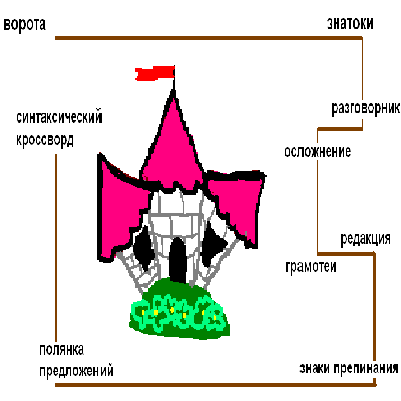 ворота
знатоки
разговорник
синтаксический
кроссворд
осложнение
редакция
грамотеи
полянка
предложений
знаки препинания